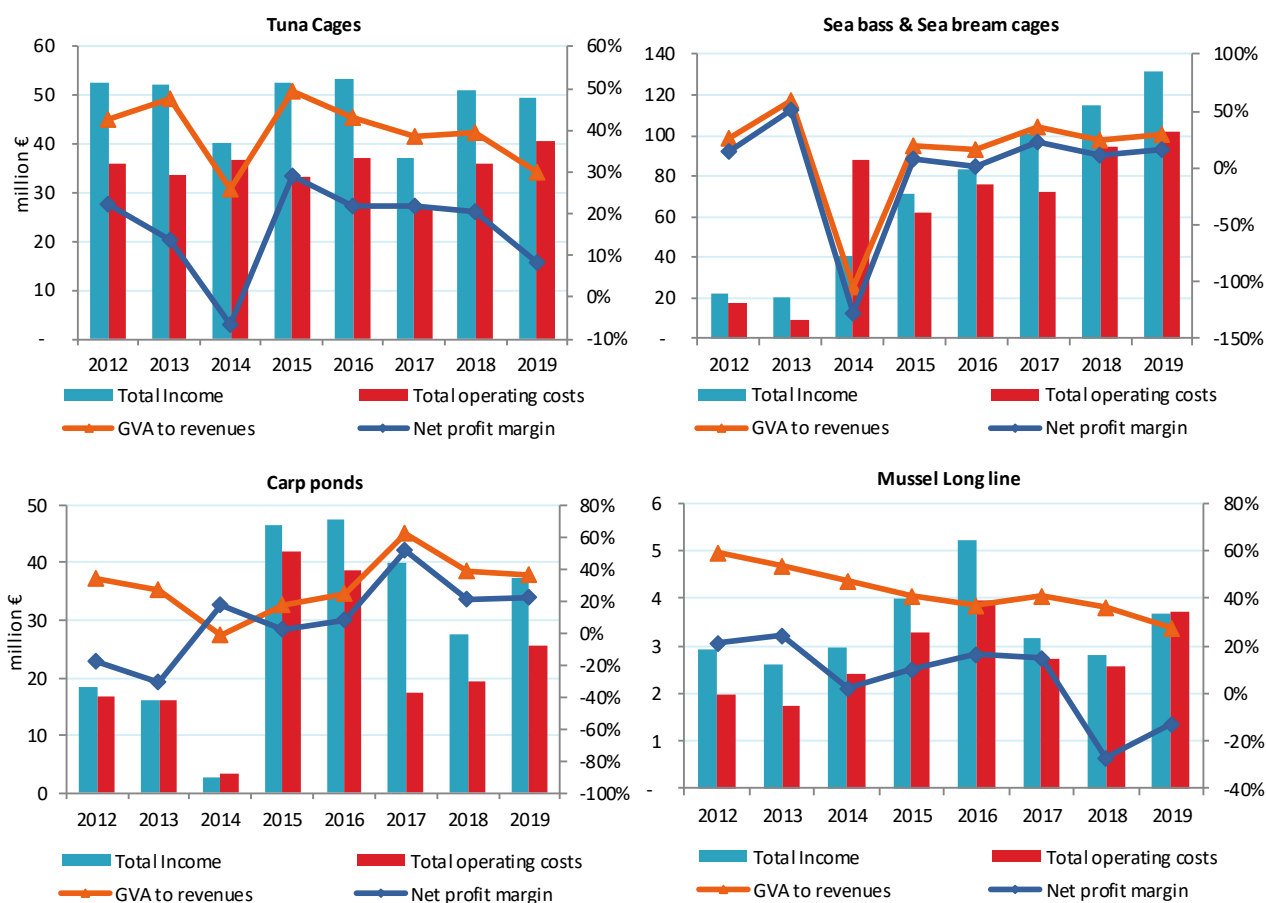 Tuna Cages
60
50
40
30
20
10
-
million €
60%
50%
40%
30%
20%
10%
0%
-10%
2012 2013 2014 2015 2016 2017 2018 2019
Total Income
Total operating costs
GVA to revenues
Net profit margin
Sea bass & Sea bream cages
140
120
100
80
60
40
20
-
100%
50%
0%
-50%
-100%
-150%
2012 2013 2014 2015 2016 2017 2018 2019
Total Income
Total operating costs
GVA to revenues
Net profit margin
Carp ponds
50
40
30
20
10
0
million €
80%
60%
40%
20%
0%
-20%
-40%
-60%
-80%
-100%
2012 2013 2014 2015 2016 2017 2018 2019
Total Income
Total operating costs
GVA to revenues
Net profit margin
Mussel Long line
6
5
4
3
2
1
-
80%
60%
40%
20%
0%
-20%
-40%
2012 2013 2014 2015 2016 2017 2018 2019
Total Income
Total operating costs
GVA to revenues
Net profit margin